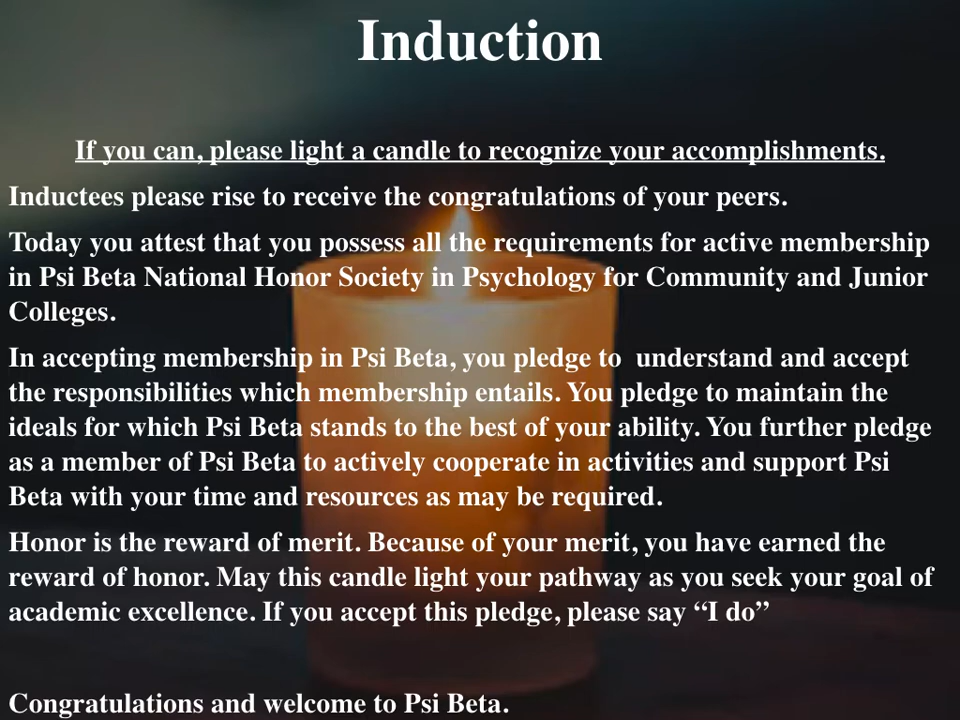 Induction
If you can, please light a candle to recognize your accomplishments.
Inductees please rise to receive the congratulations of your peers.
Today you attest that you possess all the requirements for active membership
in Psi Beta National Honor Society in Psychology for Community and Junior
Colleges.
In accepting membership in Psi Beta, you pledge to  understand and accept
the responsibilities which membership entails. You pledge to maintain the
ideals for which Psi Beta stands to the best of your ability. You further pledge
as a member of Psi Beta to actively cooperate in activities and support Psi
Beta with your time and resources as may be required.
Honor is the reward of merit. Because of your merit, you have earned the
reward of honor. May this candle light your pathway as you seek your goal of
academic excellence. If you accept this pledge, please say “I do”
Congratulations and welcome to Psi Beta.